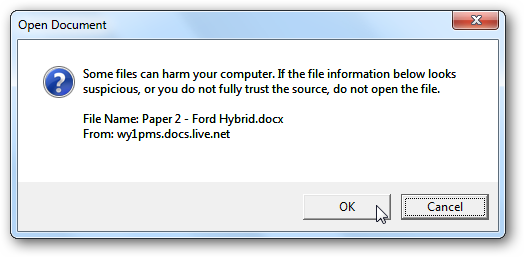 Open Document
Some files can harm your computer. If the file information below looks
suspicious, or you do not fully trust the source, do not open the file.
File Name: Paper 2 - Ford Hybrid.docx
From: wy1pms.docs.live.net
OK
Cancel